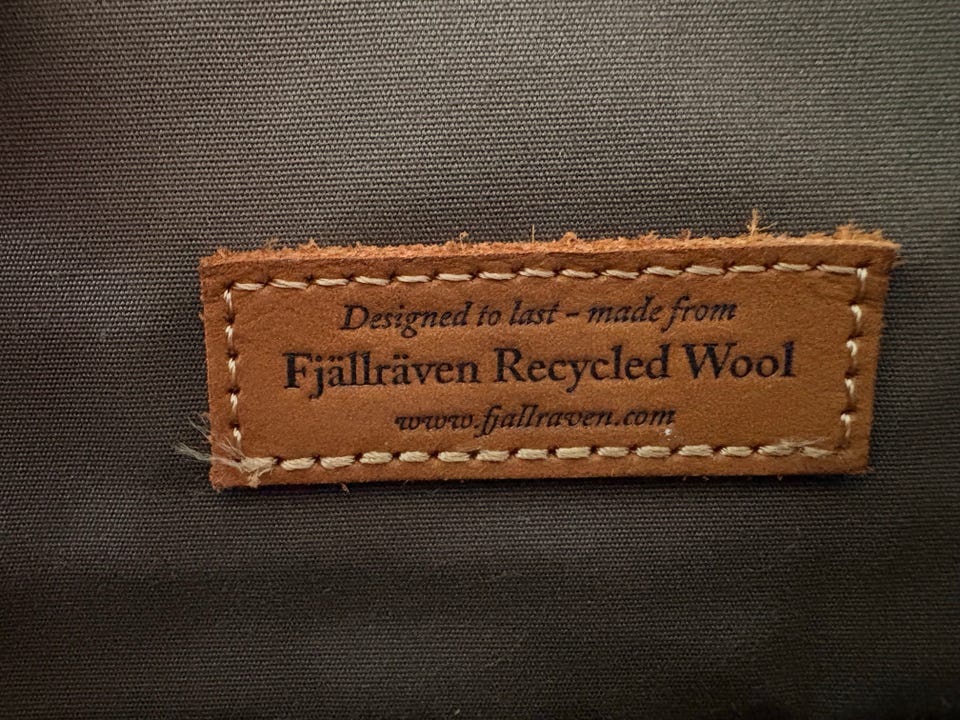 Designed to last – made from
Fjällräven Recycled Wool
www.fjallraven.com